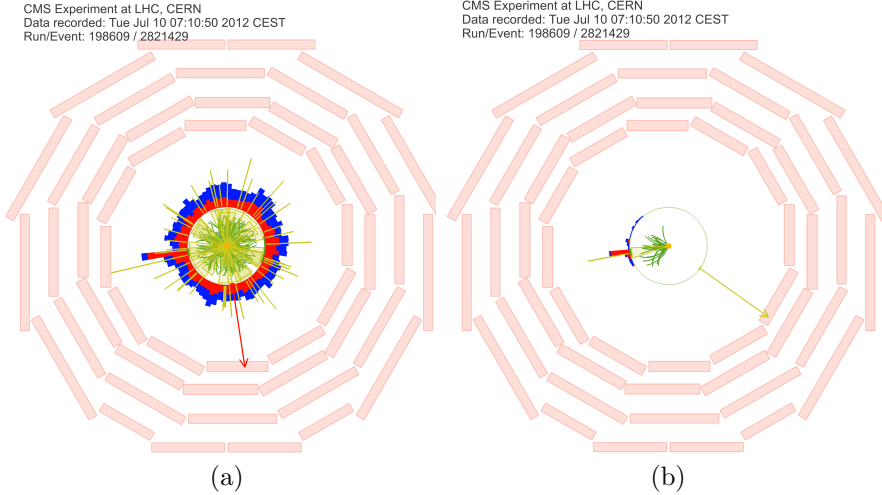 CMS Experiment at LHC, CERN
Data recorded: Tue Jul 10 07:10:50 2012 CEST
Run/Event: 198609 / 2821429
CMS Experiment at LHC, CERN
Data recorded: Tue Jul 10 07:10:50 2012 CEST
Run/Event: 198609 / 2821429
(a)
(b)